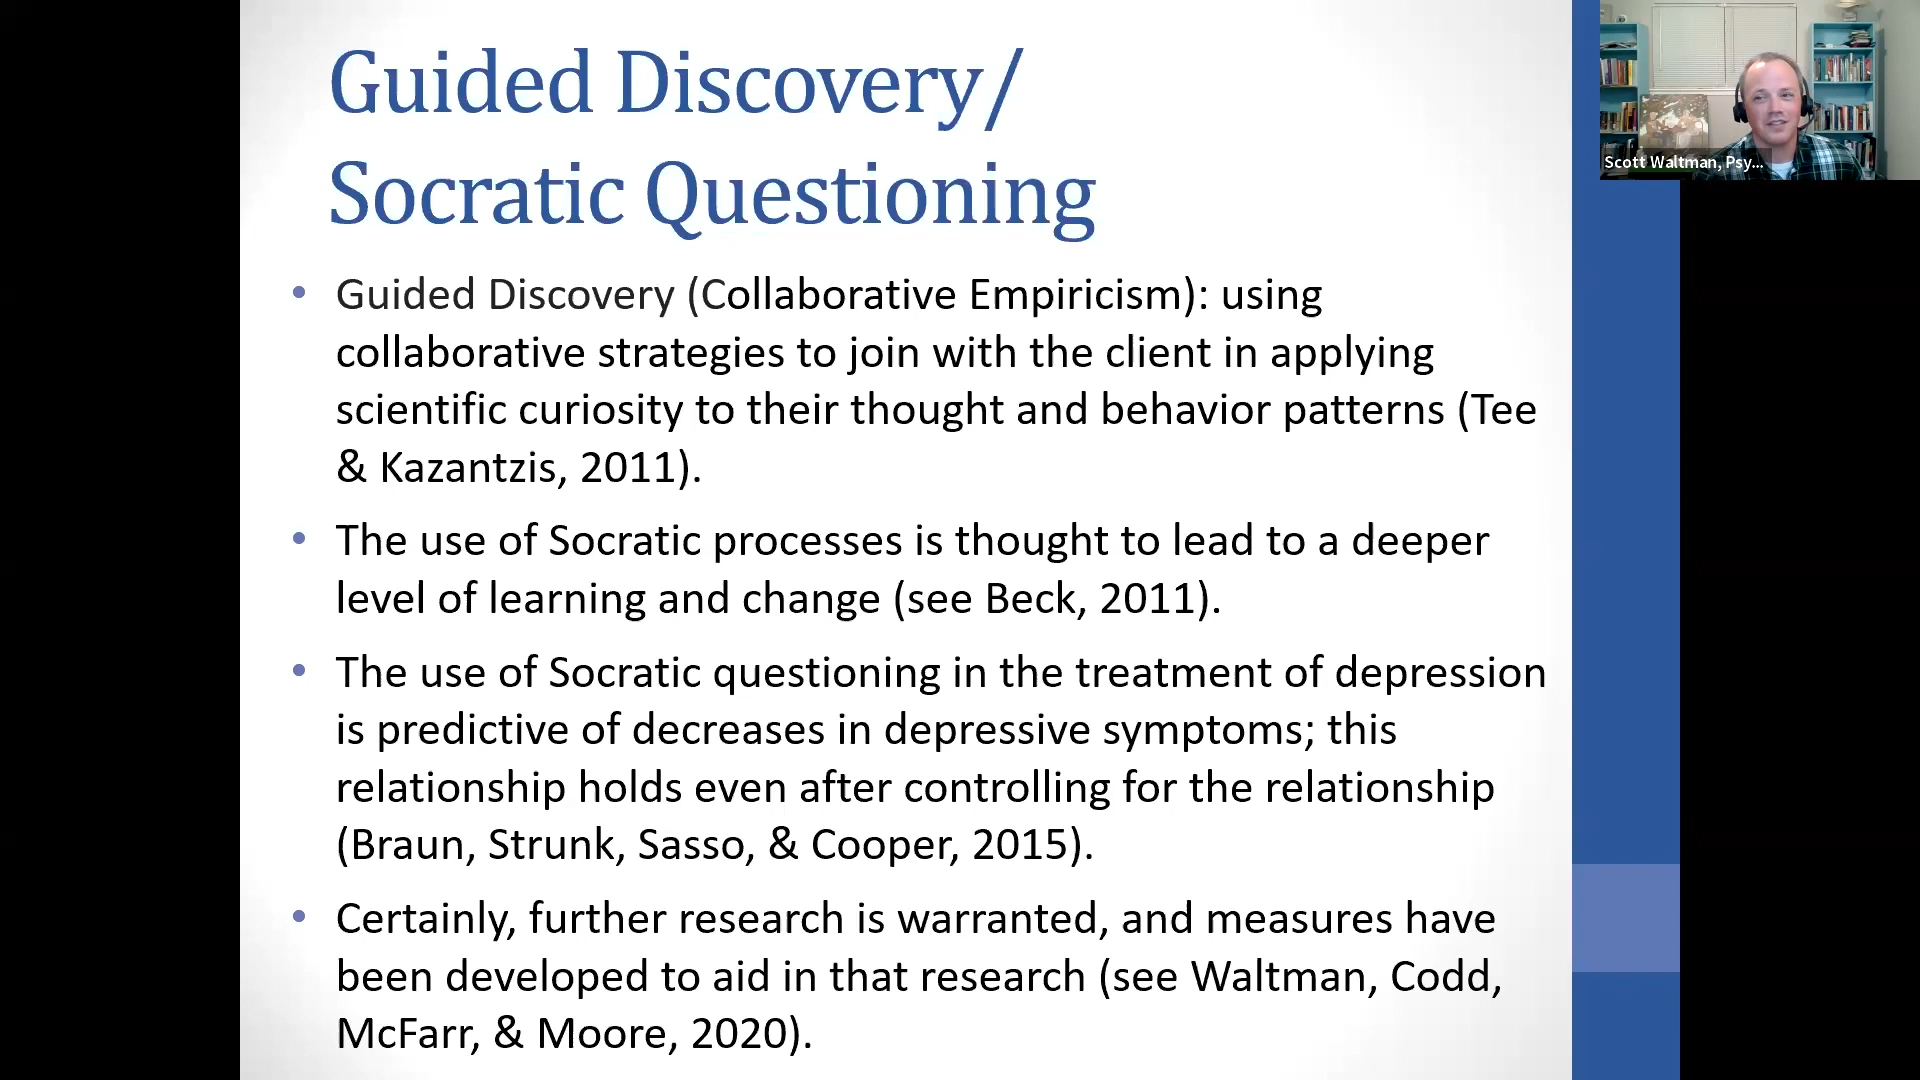 Guided Discovery/
Socratic Questioning
• Guided Discovery (Collaborative Empiricism): using
collaborative strategies to join with the client in applying
scientific curiosity to their thought and behavior patterns (Tee
& Kazantzis, 2011).
• The use of Socratic processes is thought to lead to a deeper
level of learning and change (see Beck, 2011).
• The use of Socratic questioning in the treatment of depression
is predictive of decreases in depressive symptoms; this
relationship holds even after controlling for the relationship
(Braun, Strunk, Sasso, & Cooper, 2015).
• Certainly, further research is warranted, and measures have
been developed to aid in that research (see Waltman, Codd,
McFarr, & Moore, 2020).
Scott Waltman, Psy...